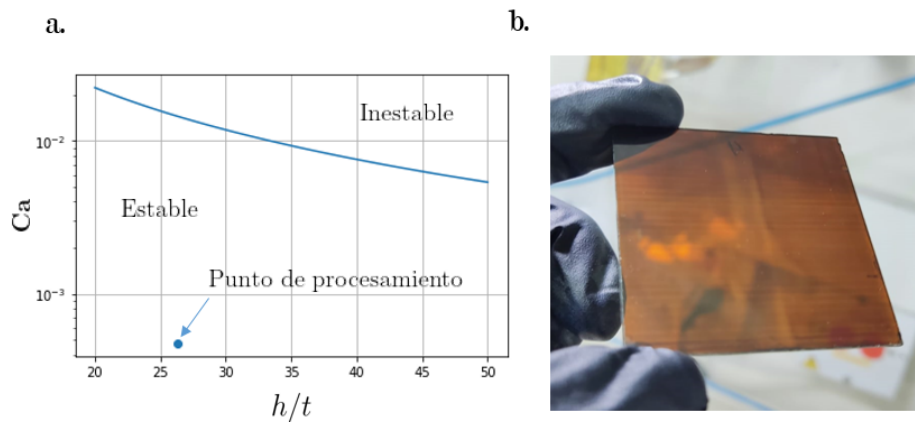 a.
b.
Inestable
10⁻²
Estable
Ca
Punto de procesamiento
10⁻³
20 25 30 35 40 45 50
h/t